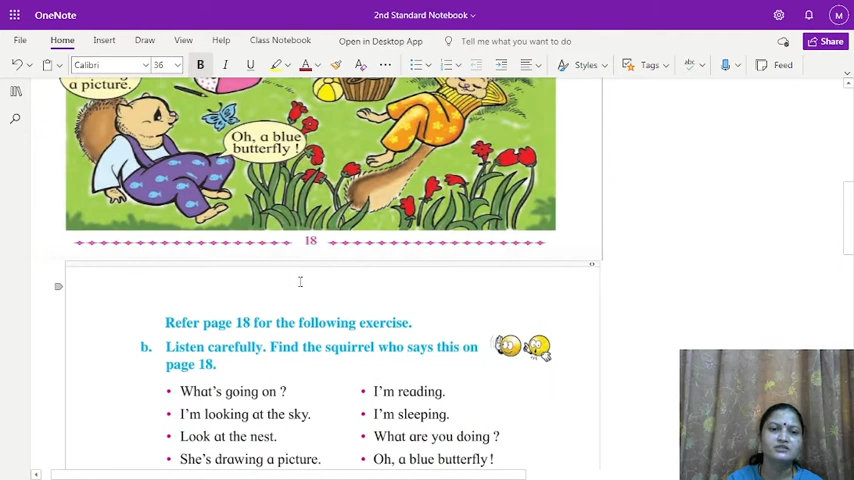 OneNote
2nd Standard Notebook
M
File Home Insert Draw View Help Class Notebook Open in Desktop App Tell me what you want to do Share
Calibri 36 B I U A Styles Tags abc Feed
a picture.
Oh, a blue
butterfly !
18
Refer page 18 for the following exercise.
b. Listen carefully. Find the squirrel who says this on
page 18.
• What's going on ? • I'm reading.
• I'm looking at the sky. • I'm sleeping.
• Look at the nest. • What are you doing ?
• She's drawing a picture. • Oh, a blue butterfly!